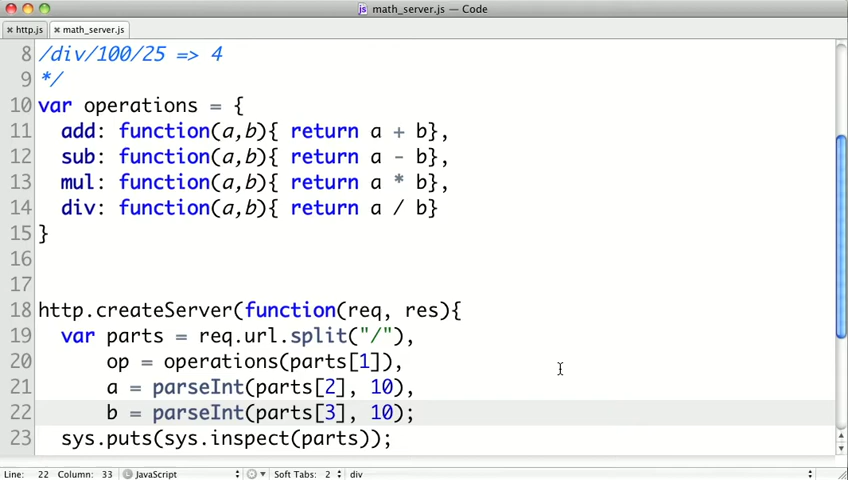 math_server.js — Code
http.js
math_server.js
8 /div/100/25 => 4
9 */
10 var operations = {
11 add: function(a,b){ return a + b},
12 sub: function(a,b){ return a - b},
13 mul: function(a,b){ return a * b},
14 div: function(a,b){ return a / b}
15 }
16
17
18 http.createServer(function(req, res){
19 var parts = req.url.split("/"),
20 op = operations(parts[1]),
21 a = parseInt(parts[2], 10),
22 b = parseInt(parts[3], 10);
23 sys.puts(sys.inspect(parts));
Line: 22 Column: 33 JavaScript Soft Tabs: 2 div